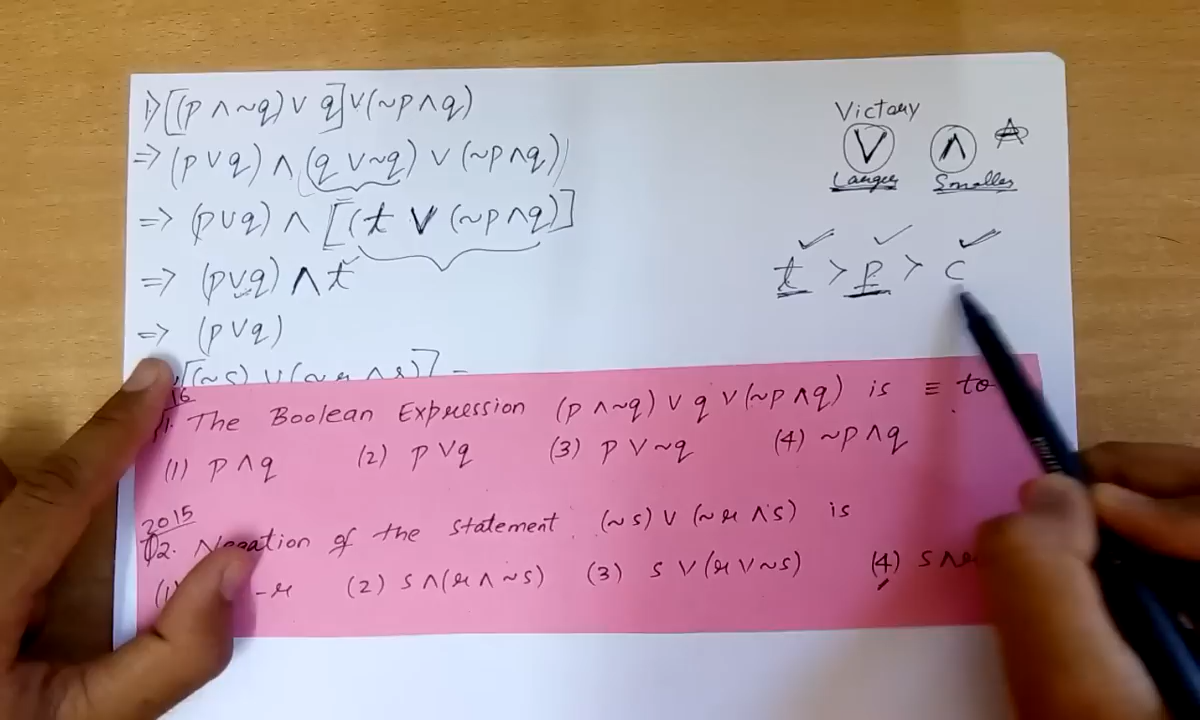 1) [(p ∧ ~q) ∨ q] ∨ (~p ∧ q)
=> (p ∨ q) ∧ (q ∨ ~q) ∨ (~p ∧ q)
=> (p ∨ q) ∧ [(t ∨ (~p ∧ q)]
=> (p ∨ q) ∧ t
=> (p ∨ q)
Victory
∨ ∧
Larger Smaller
t > p > c
[(~s) ∨ (~r ∧ s)]
16
1. The Boolean Expression (p ∧ ~q) ∨ q ∨ (~p ∧ q) is ≡ to
(1) p ∧ q (2) p ∨ q (3) p ∨ ~q (4) ~p ∧ q
2015
Q2. Negation of the statement (~s) ∨ (~r ∧ s) is
(2) s ∧ (r ∧ ~s) (3) s ∨ (r ∨ ~s) (4) s ∧